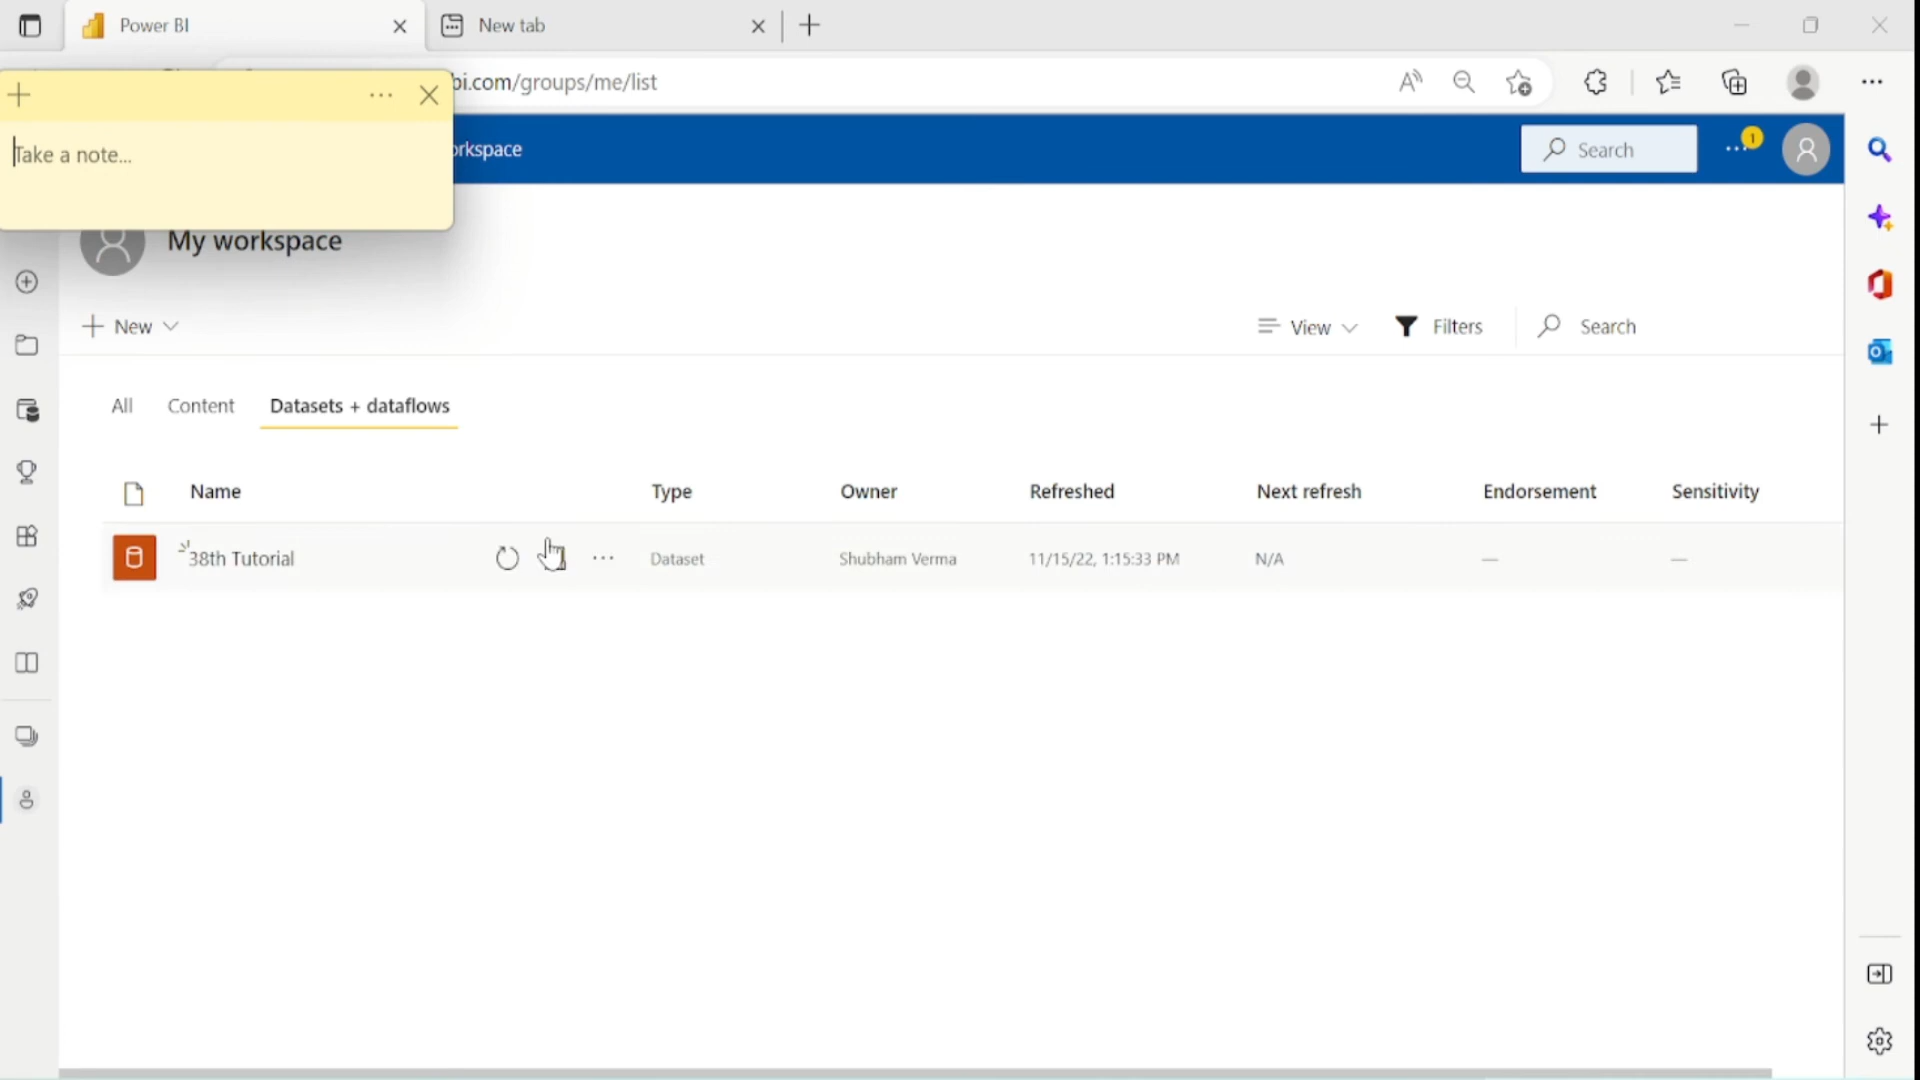 Power BI
New tab
bi.com/groups/me/list
Take a note...
orkspace
Search
1
My workspace
New
View
Filters
Search
All
Content
Datasets + dataflows
Name
Type
Owner
Refreshed
Next refresh
Endorsement
Sensitivity
38th Tutorial
Dataset
Shubham Verma
11/15/22, 1:15:33 PM
N/A
—
—